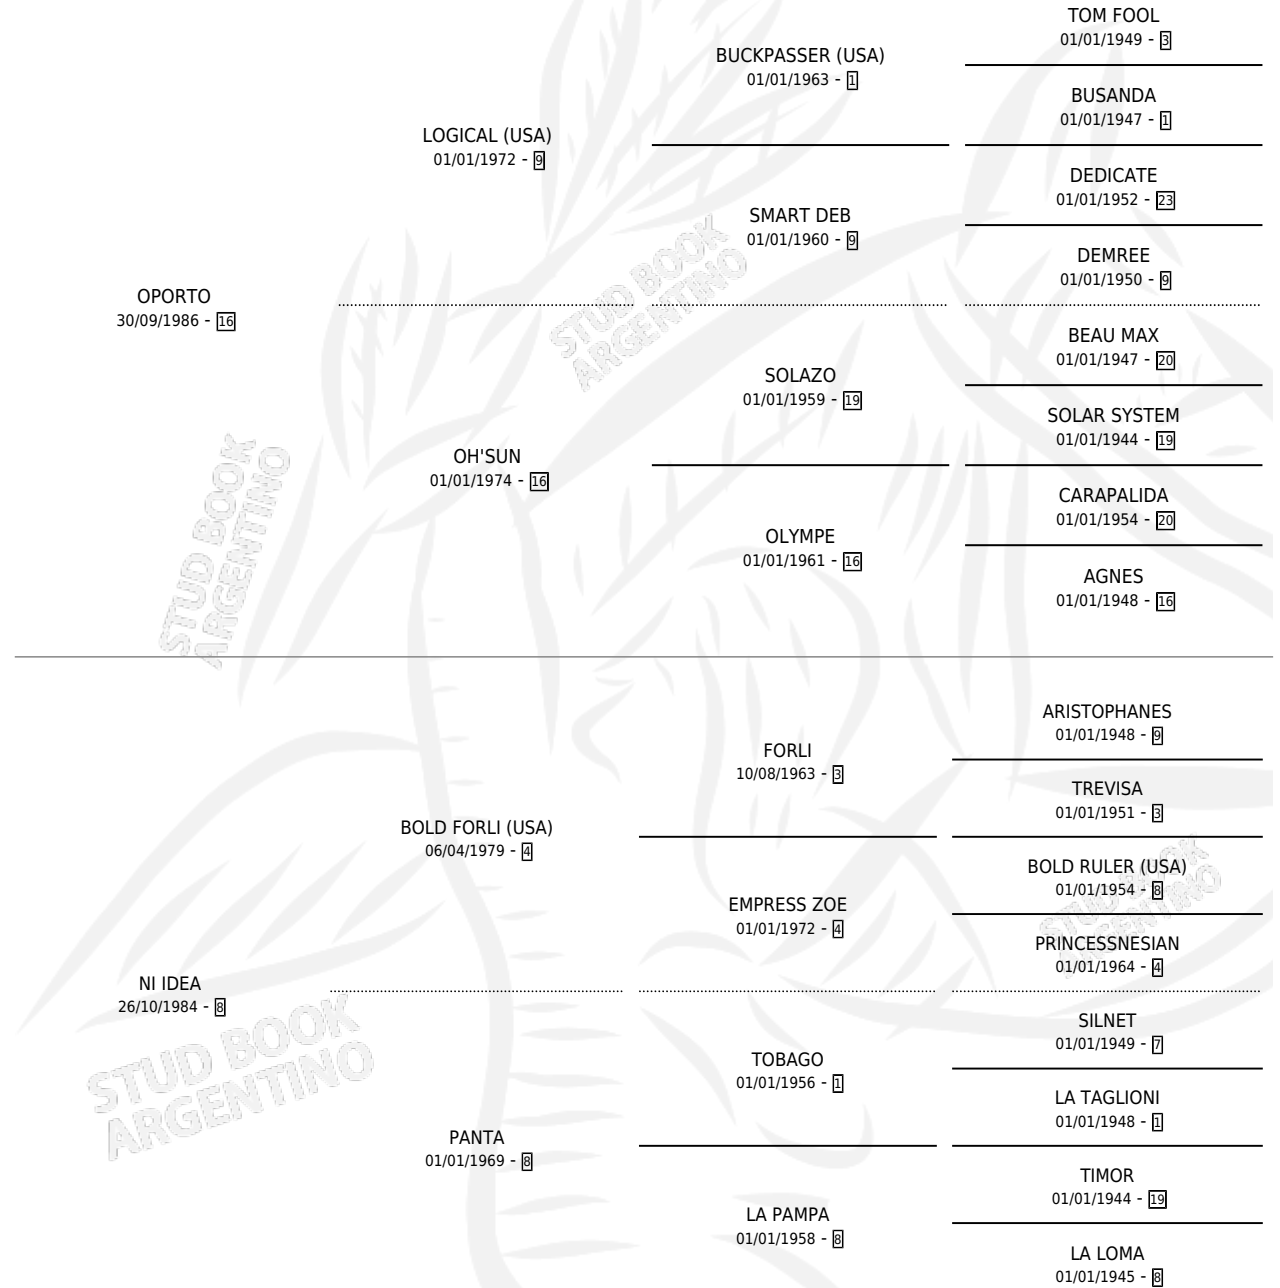 TOM FOOL
01/01/1949 - 3
BUCKPASSER (USA)
01/01/1963 - 1
BUSANDA
01/01/1947 - 1
LOGICAL (USA)
01/01/1972 - 9
DEDICATE
01/01/1952 - 23
SMART DEB
01/01/1960 - 9
DEMREE
01/01/1950 - 9
OPORTO
30/09/1986 - 16
BEAU MAX
01/01/1947 - 20
SOLAZO
01/01/1959 - 19
SOLAR SYSTEM
01/01/1944 - 19
OH'SUN
01/01/1974 - 16
CARAPALIDA
01/01/1954 - 20
OLYMPE
01/01/1961 - 16
AGNES
01/01/1948 - 16
STUD BOOK
ARGENTINO
STUD BOOK
ARGENTINO
ARISTOPHANES
01/01/1948 - 9
FORLI
10/08/1963 - 3
TREVISA
01/01/1951 - 3
BOLD FORLI (USA)
06/04/1979 - 4
BOLD RULER (USA)
01/01/1954 - 8
EMPRESS ZOE
01/01/1972 - 4
PRINCESSNESIAN
01/01/1964 - 4
STUD BOOK
ARGENTINO
NI IDEA
26/10/1984 - 8
SILNET
01/01/1949 - 7
TOBAGO
01/01/1956 - 1
LA TAGLIONI
01/01/1948 - 1
PANTA
01/01/1969 - 8
TIMOR
01/01/1944 - 19
LA PAMPA
01/01/1958 - 8
LA LOMA
01/01/1945 - 8
STUD BOOK
ARGENTINO